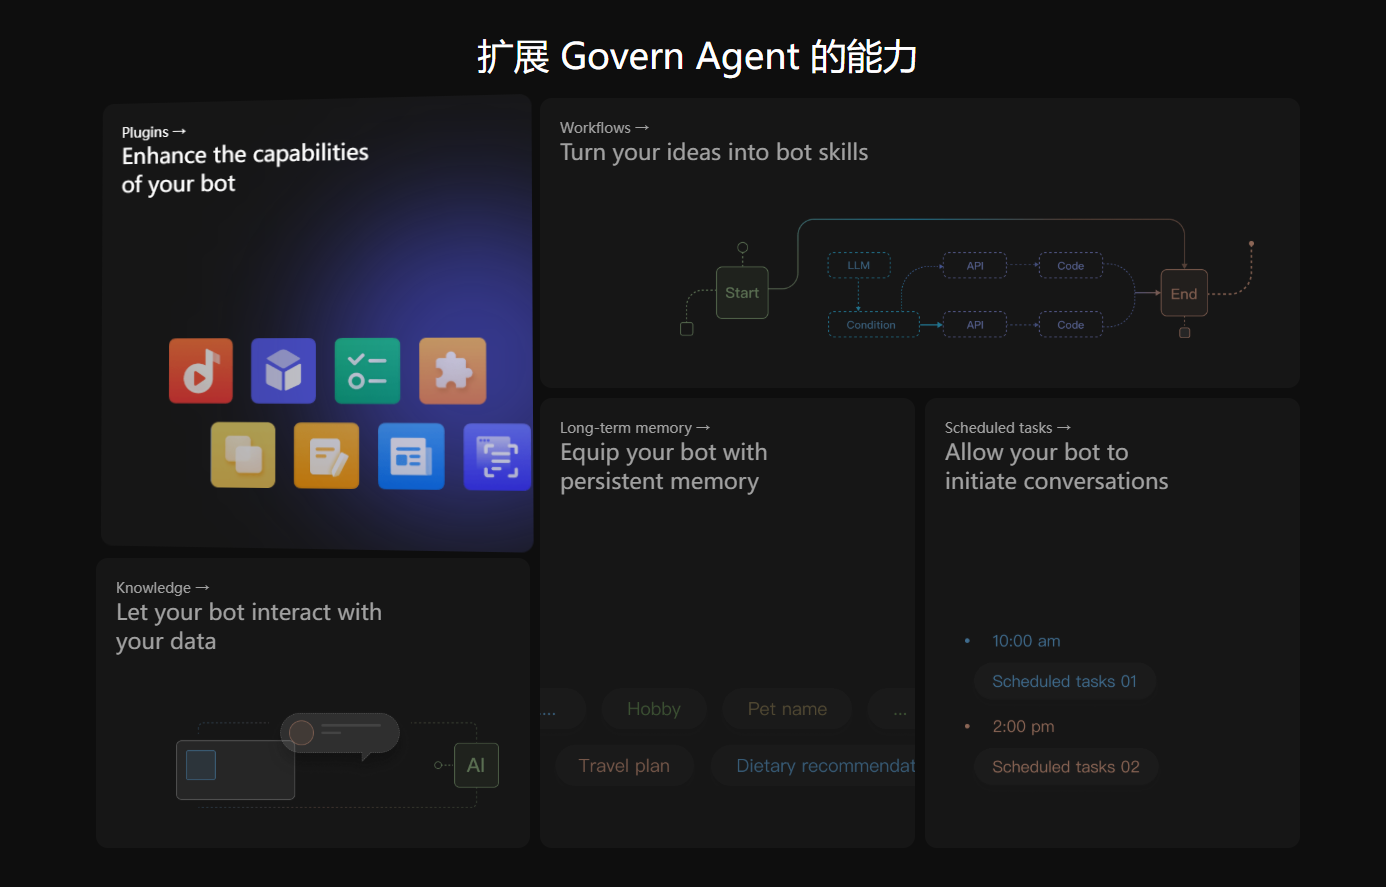 扩展 Govern Agent 的能力
Plugins →
Enhance the capabilities
of your bot
Workflows →
Turn your ideas into bot skills
Start
LLM
API
Code
Condition
API
Code
End
Knowledge →
Let your bot interact with
your data
AI
Long-term memory →
Equip your bot with
persistent memory
...
Hobby
Pet name
...
Travel plan
Dietary recommendat
Scheduled tasks →
Allow your bot to
initiate conversations
• 10:00 am
Scheduled tasks 01
• 2:00 pm
Scheduled tasks 02